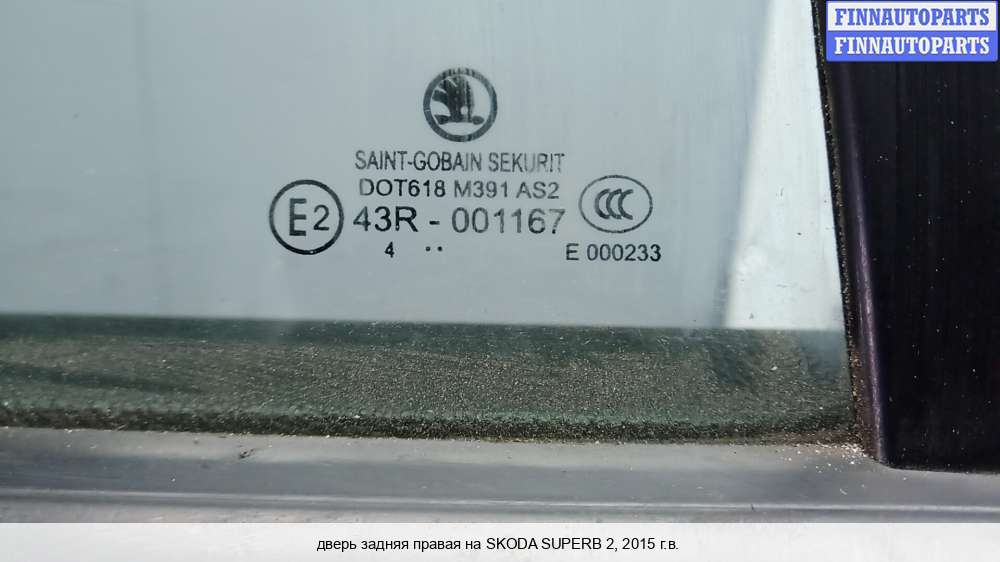 FINNAUTOPARTS
FINNAUTOPARTS
SAINT-GOBAIN SEKURIT
DOT618 M391 AS2
E2 43R - 001167 CCC
4 .. E 000233
дверь задняя правая на SKODA SUPERB 2, 2015 г.в.